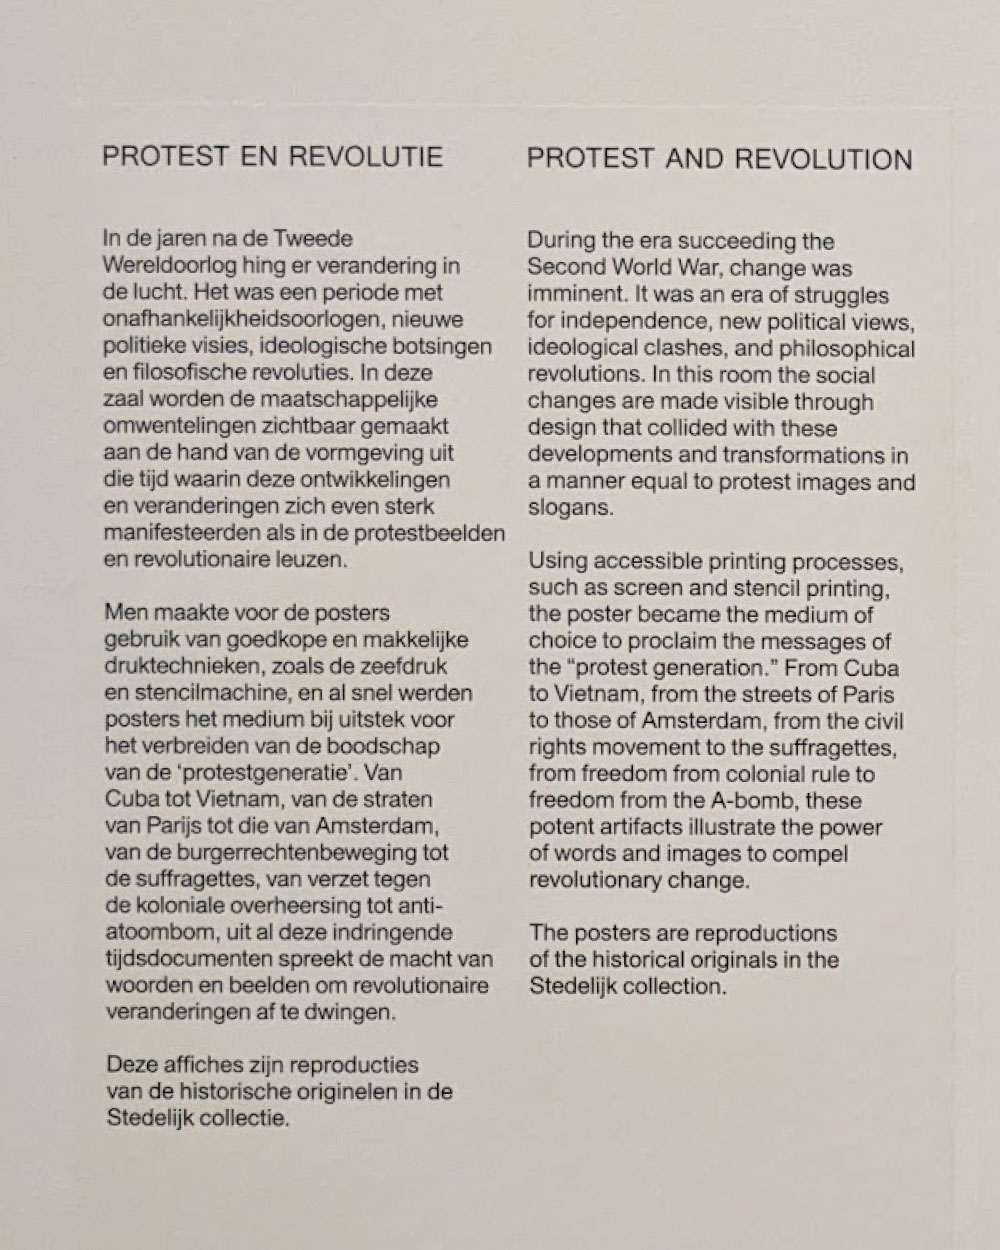 PROTEST EN REVOLUTIE
In de jaren na de Tweede
Wereldoorlog hing er verandering in
de lucht. Het was een periode met
onafhankelijkheidsoorlogen, nieuwe
politieke visies, ideologische botsingen
en filosofische revoluties. In deze
zaal worden de maatschappelijke
omwentelingen zichtbaar gemaakt
aan de hand van de vormgeving uit
die tijd waarin deze ontwikkelingen
en veranderingen zich even sterk
manifesteerden als in de protestbeelden
en revolutionaire leuzen.
Men maakte voor de posters
gebruik van goedkope en makkelijke
druktechnieken, zoals de zeefdruk
en stencilmachine, en al snel werden
posters het medium bij uitstek voor
het verbreiden van de boodschap
van de ‘protestgeneratie’. Van
Cuba tot Vietnam, van de straten
van Parijs tot die van Amsterdam,
van de burgerrechtenbeweging tot
de suffragettes, van verzet tegen
de koloniale overheersing tot anti-
atoombom, uit al deze indringende
tijdsdocumenten spreekt de macht van
woorden en beelden om revolutionaire
veranderingen af te dwingen.
Deze affiches zijn reproducties
van de historische originelen in de
Stedelijk collectie.
PROTEST AND REVOLUTION
During the era succeeding the
Second World War, change was
imminent. It was an era of struggles
for independence, new political views,
ideological clashes, and philosophical
revolutions. In this room the social
changes are made visible through
design that collided with these
developments and transformations in
a manner equal to protest images and
slogans.
Using accessible printing processes,
such as screen and stencil printing,
the poster became the medium of
choice to proclaim the messages of
the “protest generation.” From Cuba
to Vietnam, from the streets of Paris
to those of Amsterdam, from the civil
rights movement to the suffragettes,
from freedom from colonial rule to
freedom from the A-bomb, these
potent artifacts illustrate the power
of words and images to compel
revolutionary change.
The posters are reproductions
of the historical originals in the
Stedelijk collection.